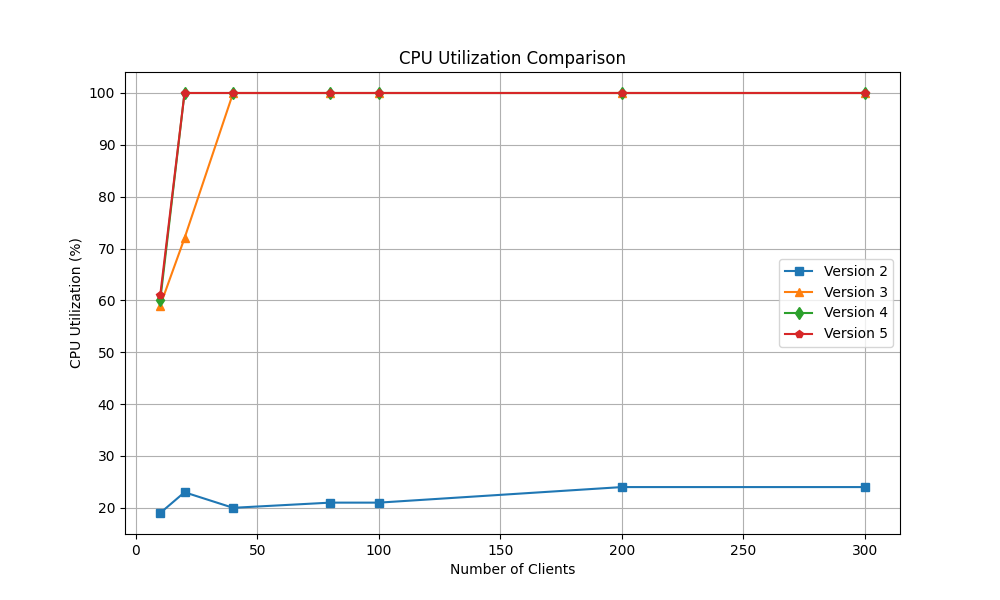 CPU Utilization Comparison
CPU Utilization (%)
100
90
80
70
60
50
40
30
20
Version 2
Version 3
Version 4
Version 5
0 50 100 150 200 250 300
Number of Clients